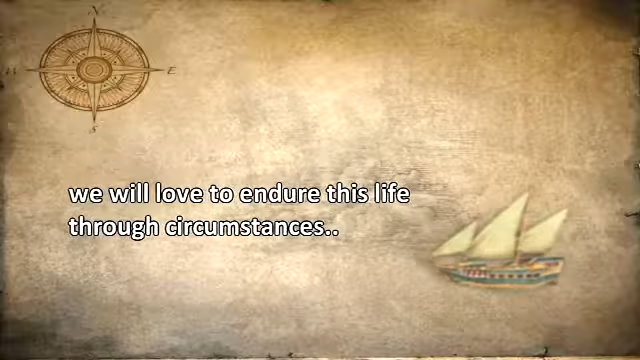 N
E
S
we will love to endure this life
through circumstances..